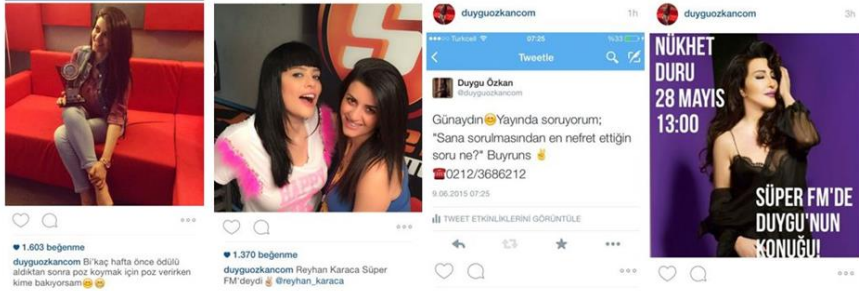 1.603 beğenme
duyguozkancom Bi'kaç hafta önce ödülü
aldıktan sonra poz koymak için poz verirken
kime bakıyorsam😊😄
1.370 beğenme
duyguozkancom Reyhan Karaca Süper
FM'deydi✌ @reyhan_karaca
duyguozkancom 1h
Turkcell 07:25 %33
Tweetle
Duygu Özkan
@duyguozkancom
Günaydın😊Yayında soruyorum;
"Sana sorulmasından en nefret ettiğin
soru ne?" Buyruns ✌
☎0212/3686212
9.06.2015 07:25
TWEET ETKİNLİKLERİNİ GÖRÜNTÜLE
duyguozkancom 3h
NÜKHET
DURU
28 MAYIS
13:00
SÜPER FM'DE
DUYGU'NUN
KONUĞU!